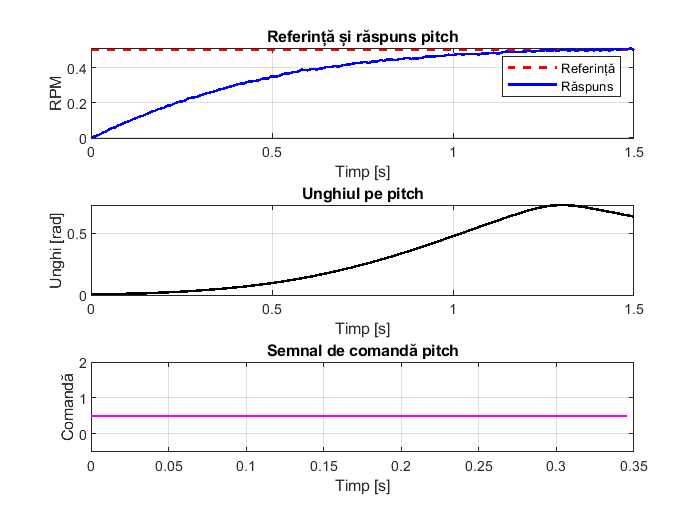 Referință și răspuns pitch
RPM
0.4
0.2
0
Referință
Răspuns
0 0.5 1 1.5
Timp [s]
Unghiul pe pitch
Unghi [rad]
0.5
0
0 0.5 1 1.5
Timp [s]
Semnal de comandă pitch
Comandă
2
1
0
0 0.05 0.1 0.15 0.2 0.25 0.3 0.35
Timp [s]